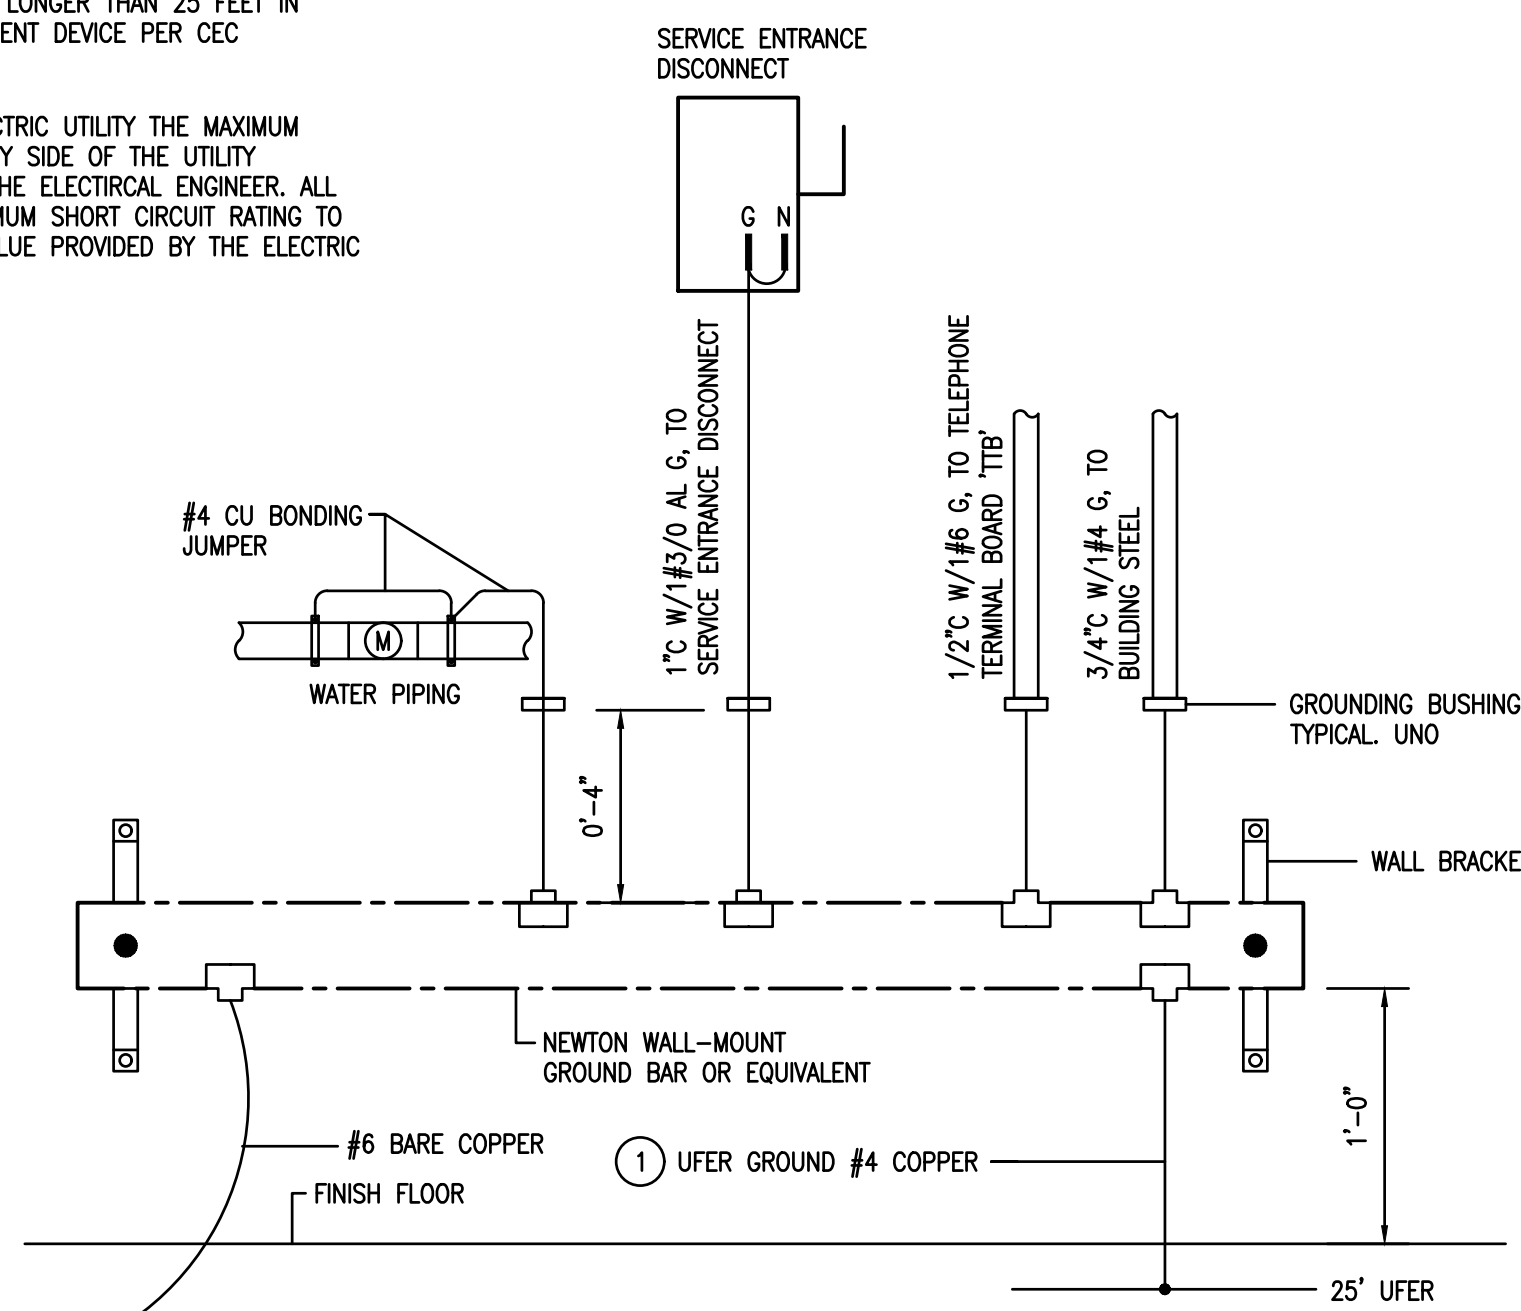 LONGER THAN 25 FEET IN
ENT DEVICE PER CEC
CTRIC UTILITY THE MAXIMUM
Y SIDE OF THE UTILITY
HE ELECTIRCAL ENGINEER. ALL
MUM SHORT CIRCUIT RATING TO
LUE PROVIDED BY THE ELECTRIC
SERVICE ENTRANCE
DISCONNECT
G N
1"C W/1#3/0 AL G, TO
SERVICE ENTRANCE DISCONNECT
1/2"C W/1#6 G, TO TELEPHONE
TERMINAL BOARD 'TTB'
3/4"C W/1#4 G, TO
BUILDING STEEL
#4 CU BONDING
JUMPER
M
WATER PIPING
GROUNDING BUSHING
TYPICAL. UNO
0'-4"
WALL BRACKE
NEWTON WALL-MOUNT
GROUND BAR OR EQUIVALENT
1'-0"
#6 BARE COPPER
1 UFER GROUND #4 COPPER
FINISH FLOOR
25' UFER